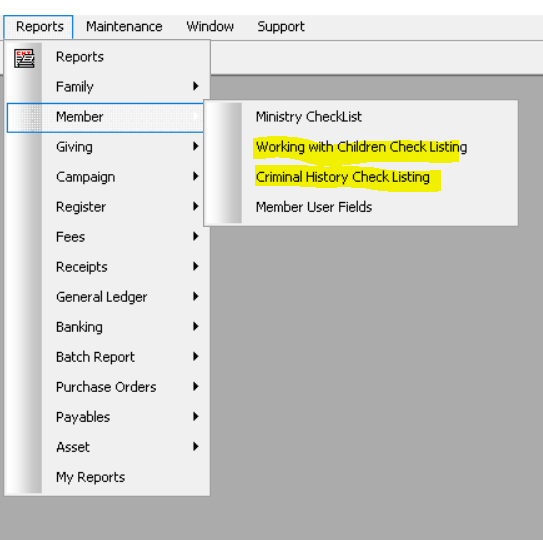 Reports Maintenance Window Support
Reports
Family
Member
Giving
Campaign
Register
Fees
Receipts
General Ledger
Banking
Batch Report
Purchase Orders
Payables
Asset
My Reports
Ministry CheckList
Working with Children Check Listing
Criminal History Check Listing
Member User Fields